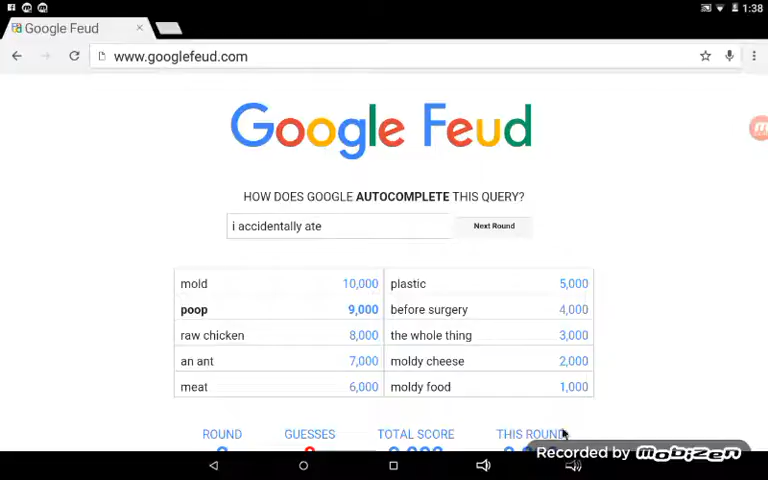 1:38
Google Feud
www.googlefeud.com
Google Feud
HOW DOES GOOGLE AUTOCOMPLETE THIS QUERY?
i accidentally ate
Next Round
mold 10,000 plastic 5,000
poop 9,000 before surgery 4,000
raw chicken 8,000 the whole thing 3,000
an ant 7,000 moldy cheese 2,000
meat 6,000 moldy food 1,000
ROUND GUESSES TOTAL SCORE THIS ROUND
Recorded by mobizen